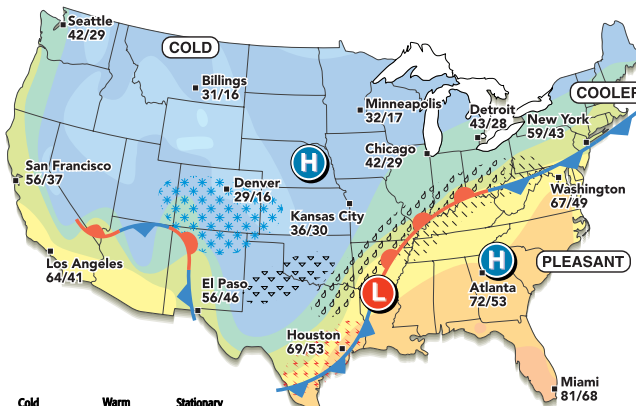 Seattle
42/29
COLD
Billings
31/16
Minneapolis
32/17
Detroit
43/28
COOLER
New York
59/43
Chicago
42/29
San Francisco
56/37
H
Denver
29/16
Kansas City
36/30
Washington
67/49
Los Angeles
64/41
El Paso
56/46
L
H
PLEASANT
Atlanta
72/53
Houston
69/53
Miami
81/68
Cold
Warm
Stationary